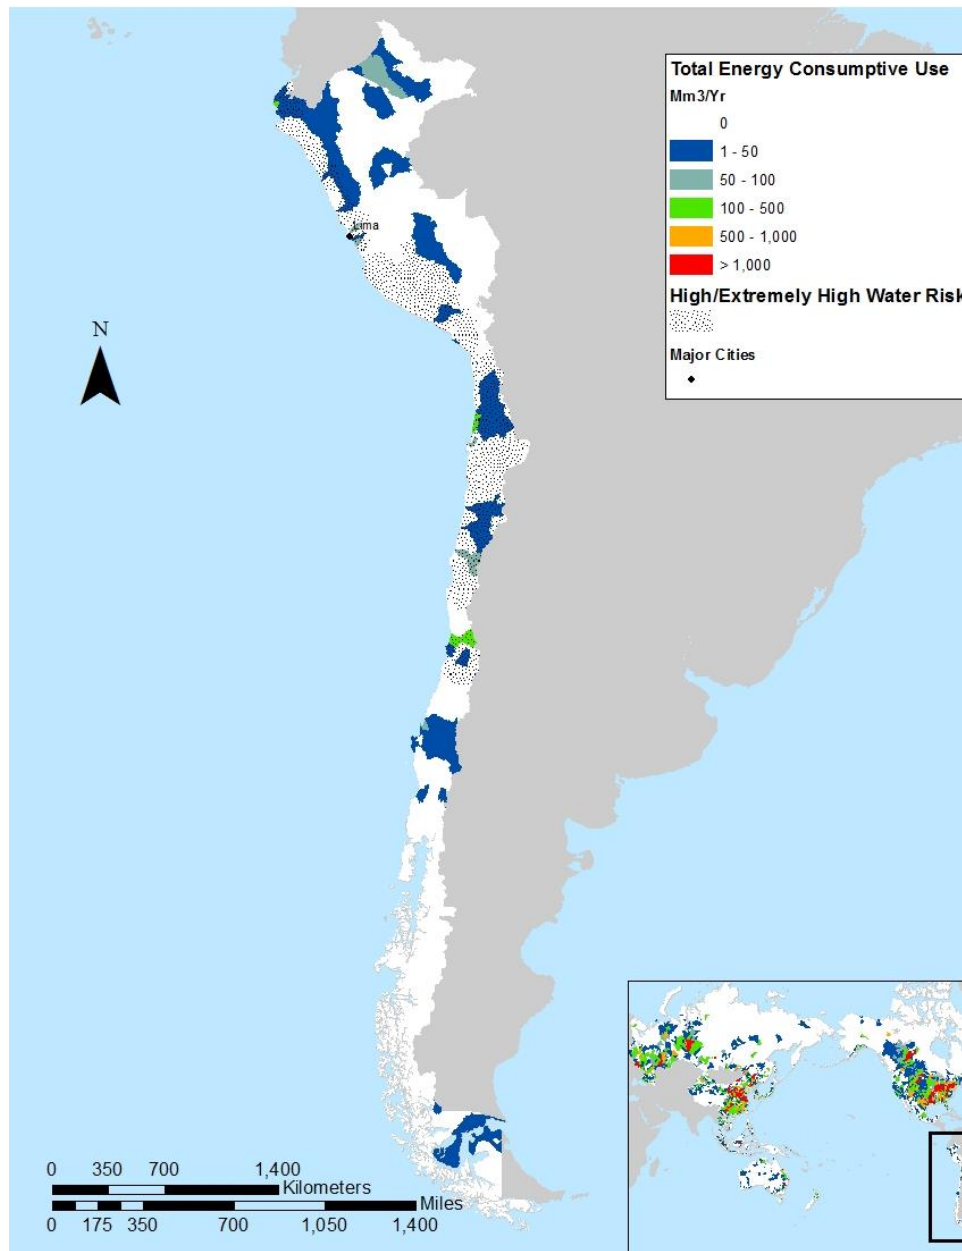 Total Energy Consumptive Use
Mm3/Yr
0
1 - 50
50 - 100
100 - 500
500 - 1,000
> 1,000
High/Extremely High Water Risk
Major Cities
Lima
N
0 350 700 1,400
Kilometers
Miles
0 175 350 700 1,050 1,400